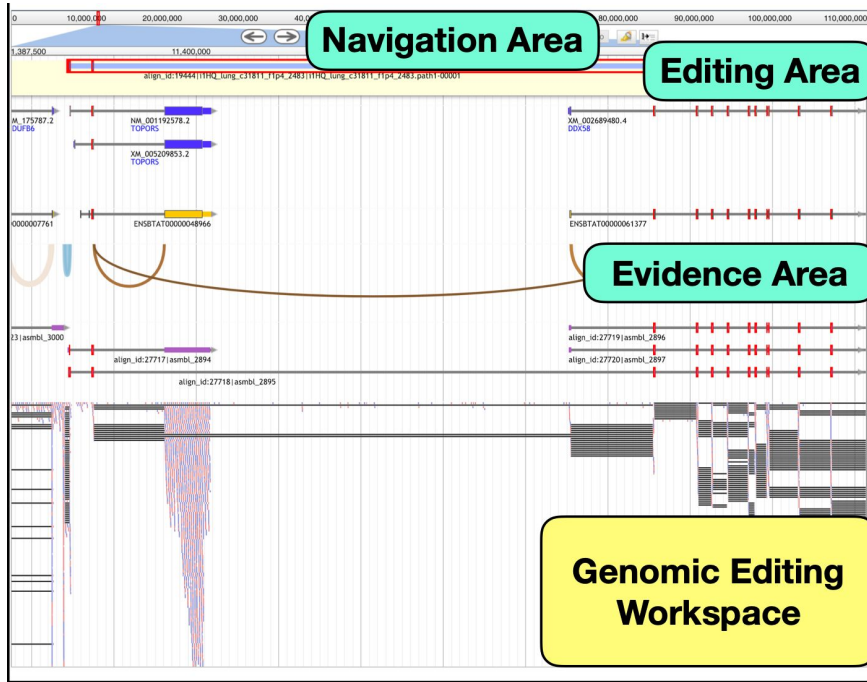 0 10,000,000 20,000,000 30,000,000 80,000,000 90,000,000 100,000,000 110,000,000
Navigation Area
1,387,500 11,400,000
Editing Area
align_id:19444|i1HQ_lung_c31811_f1p4_2483|i1HQ_lung_c31811_f1p4_2483.path1-00001
M_175787.2 NM_001192578.2 XM_002689480.4
DUFB6 TOPORS DDX58
XM_005209853.2
TOPORS
0000007761 ENSBTAT00000048966 ENSBTAT00000061377
Evidence Area
23|asmbl_3000 align_id:27719|asmbl_2896
align_id:27717|asmbl_2894 align_id:27720|asmbl_2897
align_id:27718|asmbl_2895
Genomic Editing
Workspace